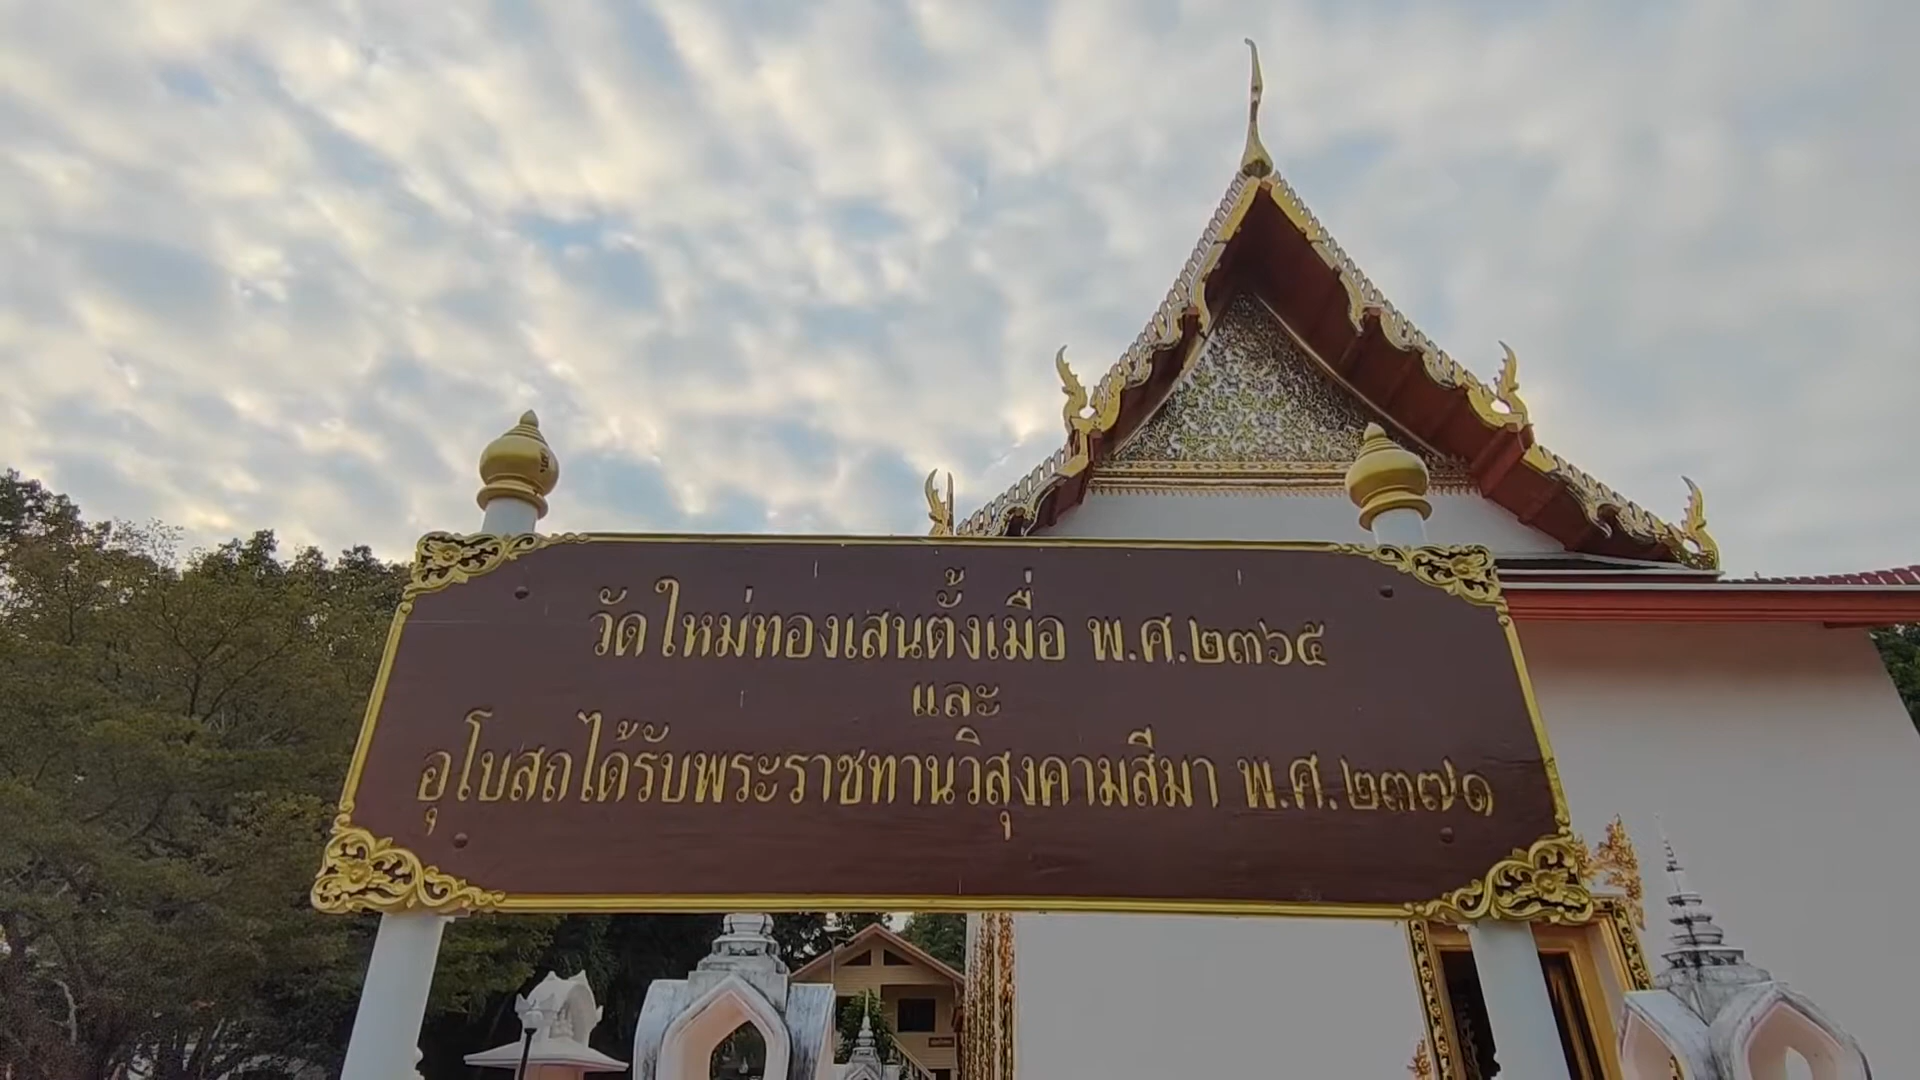 วัดใหม่ทองเสนตั้งเมื่อ พ.ศ.๒๓๖๕
และ
อุโบสถได้รับพระราชทานวิสุงคามสีมา พ.ศ.๒๓๗๑